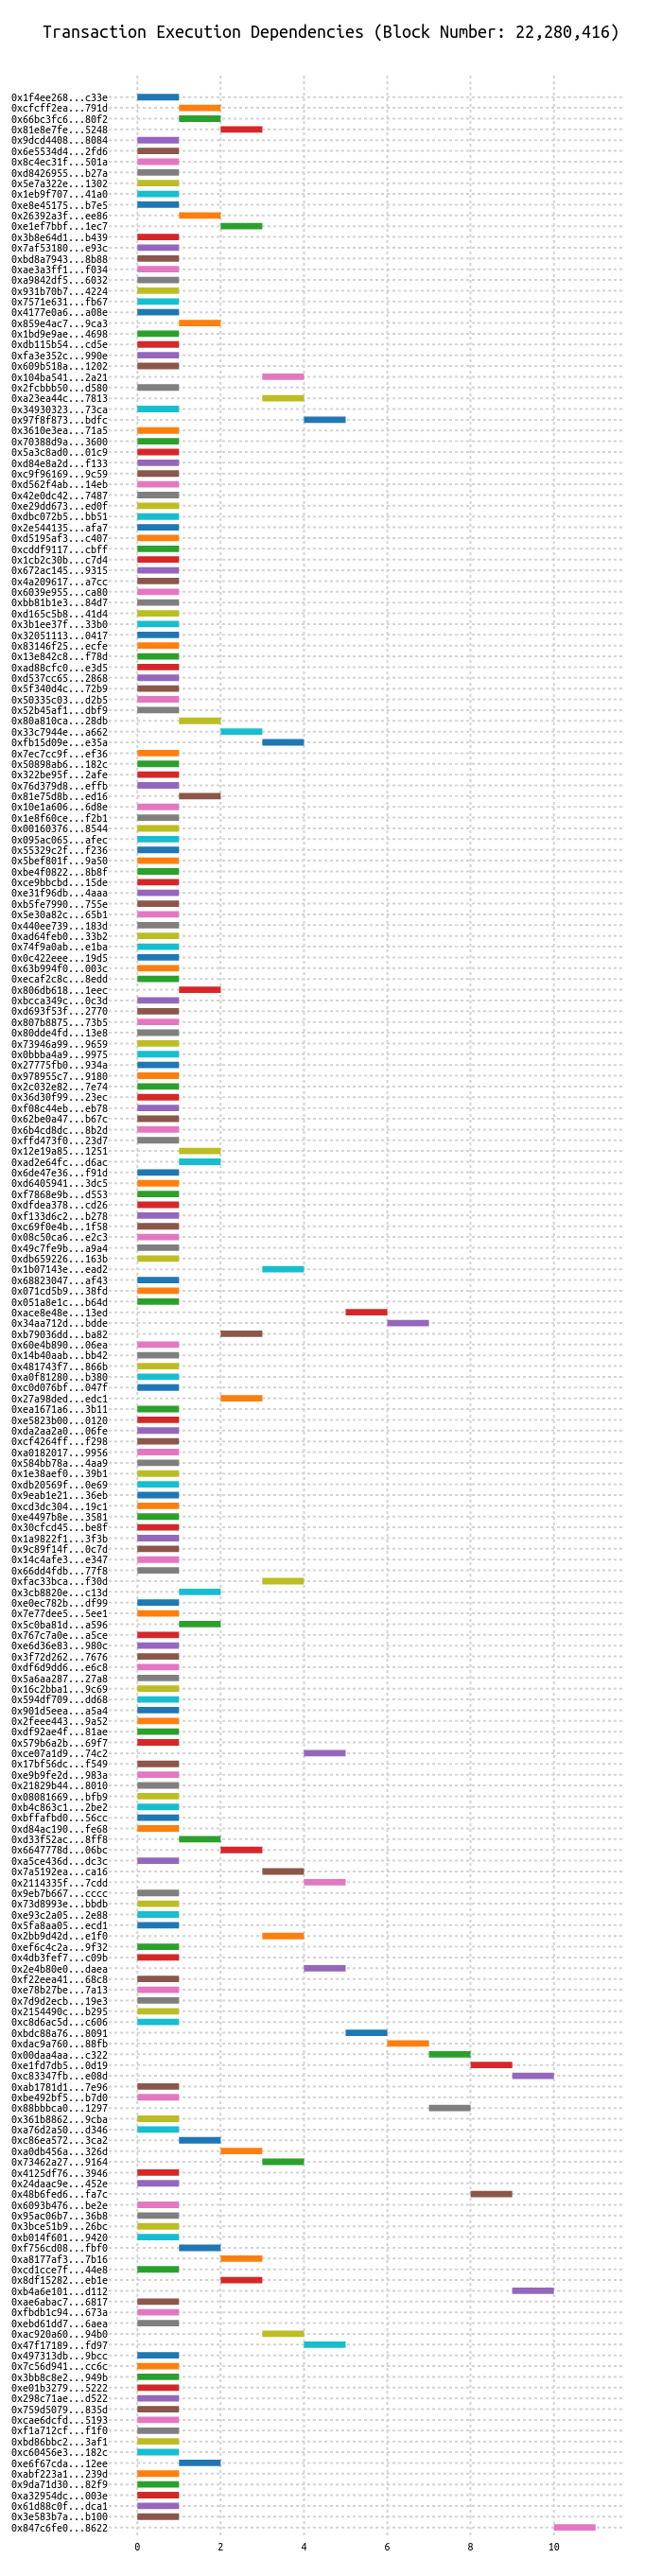 Transaction Execution Dependencies (Block Number: 22,280,416)
0x1f4ee268...c33e
0xcfcff2ea...791d
0x66bc3fc6...80f2
0x81e8e7fe...5248
0x9dcd4408...8084
0x6e5534d4...2fd6
0x8c4ec31f...501a
0xd8426955...b27a
0x5e7a322e...1302
0x1eb9f707...41a0
0xe8e45175...b7e5
0x26392a3f...ee86
0xe1ef7bbf...1ec7
0x3b8e64d1...b439
0x7af53180...e93c
0xbd8a7943...8b88
0xae3a3ff1...f034
0xa9842df5...6032
0x931b70b7...4224
0x7571e631...fb67
0x4177e0a6...a08e
0x859e4ac7...9ca3
0x1bd9e9ae...4698
0xdb115b54...cd5e
0xfa3e352c...990e
0x609b518a...1202
0x104ba541...2a21
0x2fcbbb50...d580
0xa23ea44c...7813
0x34930323...73ca
0x97f8f873...bdfc
0x3610e3ea...71a5
0x70388d9a...3600
0x5a3c8ad0...01c9
0xd84e8a2d...f133
0xc9f96169...9c59
0xd562f4ab...14eb
0x42e0dc42...7487
0xe29dd673...ed0f
0xdbc072b5...bb51
0x2e544135...afa7
0xd5195af3...c407
0xcddf9117...cbff
0x1cb2c30b...c7d4
0x672ac145...9315
0x4a209617...a7cc
0x6039e955...ca80
0xbb81b1e3...84d7
0xd165c5b8...41d4
0x3b1ee37f...33b0
0x32051113...0417
0x83146f25...ecfe
0x13e842c8...f78d
0xad88cfc0...e3d5
0xd537cc65...2868
0x5f340d4c...72b9
0x50335c03...d2b5
0x52b45af1...dbf9
0x80a810ca...28db
0x33c7944e...a662
0xfb15d09e...e35a
0x7ec7cc9f...ef36
0x50898ab6...182c
0x322be95f...2afe
0x76d379d8...effb
0x81e75d8b...ed16
0x10e1a606...6d8e
0x1e8f60ce...f2b1
0x00160376...8544
0x095ac065...afec
0x55329c2f...f236
0x5bef801f...9a50
0xbe4f0822...8b8f
0xce9bbcbd...15de
0xe31f96db...4aaa
0xb5fe7990...755e
0x5e30a82c...65b1
0x440ee739...183d
0xad64feb0...33b2
0x74f9a0ab...e1ba
0x0c422eee...19d5
0x63b994f0...003c
0xecaf2c8c...8edd
0x806db618...1eec
0xbcca349c...0c3d
0xd693f53f...2770
0x807b8875...73b5
0x80dde4fd...13e8
0x73946a99...9659
0x0bbba4a9...9975
0x27775fb0...934a
0x978955c7...9180
0x2c032e82...7e74
0x36d30f99...23ec
0xf08c44eb...eb78
0x62be0a47...b67c
0x6b4cd8dc...8b2d
0xffd473f0...23d7
0x12e19a85...1251
0xad2e64fc...d6ac
0x6de47e36...f91d
0xd6405941...3dc5
0xf7868e9b...d553
0xdfdea378...cd26
0xf133d6c2...b278
0xc69f0e4b...1f58
0x08c50ca6...e2c3
0x49c7fe9b...a9a4
0xdb659226...163b
0x1b07143e...ead2
0x68823047...af43
0x071cd5b9...38fd
0x051a8e1c...b64d
0xace8e48e...13ed
0x34aa712d...bdde
0xb79036dd...ba82
0x60e4b890...06ea
0x14b40aab...bb42
0x481743f7...866b
0xa0f81280...b380
0xc0d076bf...047f
0x27a98ded...edc1
0xea1671a6...3b11
0xe5823b00...0120
0xda2aa2a0...06fe
0xcf4264ff...f298
0xa0182017...9956
0x584bb78a...4aa9
0x1e38aef0...39b1
0xdb20569f...0e69
0x9eab1e21...36eb
0xcd3dc304...19c1
0xe4497b8e...3581
0x30cfcd45...be8f
0x1a9822f1...3f3b
0x9c89f14f...0c7d
0x14c4afe3...e347
0x66dd4fdb...77f8
0xfac33bca...f30d
0x3cb8820e...c13d
0xe0ec782b...df99
0x7e77dee5...5ee1
0x5c0ba81d...a596
0x767c7a0e...a5ce
0xe6d36e83...980c
0x3f72d262...7676
0xdf6d9dd6...e6c8
0x5a6aa287...27a8
0x16c2bba1...9c69
0x594df709...dd68
0x901d5eea...a5a4
0x2feee443...9a52
0xdf92ae4f...81ae
0x579b6a2b...69f7
0xce07a1d9...74c2
0x17bf56dc...f549
0xe9b9fe2d...983a
0x21829b44...8010
0x08081669...bfb9
0xb4c863c1...2be2
0xbffafbd0...56cc
0xd84ac190...fe68
0xd33f52ac...8ff8
0x6647778d...06bc
0xa5ce436d...dc3c
0x7a5192ea...ca16
0x2114335f...7cdd
0x9eb7b667...cccc
0x73d8993e...bbdb
0xe93c2a05...2e88
0x5fa8aa05...ecd1
0x2bb9d42d...e1f0
0xef6c4c2a...9f32
0x4db3fef7...c09b
0x2e4b80e0...daea
0xf22eea41...68c8
0xe78b27be...7a13
0x7d9d2ecb...19e3
0x2154490c...b295
0xc8d6ac5d...c606
0xbdc88a76...8091
0xdac9a760...88fb
0x00daa4aa...c322
0xe1fd7db5...0d19
0xc83347fb...e08d
0xab1781d1...7e96
0xbe492bf5...b7d0
0x88bbbca0...1297
0x361b8862...9cba
0xa76d2a50...d346
0xc86ea572...3ca2
0xa0db456a...326d
0x73462a27...9164
0x4125df76...3946
0x24daac9e...452e
0x48b6fed6...fa7c
0x6093b476...be2e
0x95ac06b7...36b8
0x3bce51b9...26bc
0xb014f601...9420
0xf756cd08...fbf0
0xa8177af3...7b16
0xcd1cce7f...44e8
0x8df15282...eb1e
0xb4a6e101...d112
0xae6abac7...6817
0xfbdb1c94...673a
0xebd61dd7...6aea
0xac920a60...94b0
0x47f17189...fd97
0x497313db...9bcc
0x7c56d941...cc6c
0x3bb8c8e2...949b
0xe01b3279...5222
0x298c71ae...d522
0x759d5079...835d
0xcae6dcfd...5193
0xf1a712cf...f1f0
0xbd86bbc2...3af1
0xc60456e3...182c
0xe6f67cda...12ee
0xabf223a1...239d
0x9da71d30...82f9
0xa32954dc...003e
0x61d88c0f...dca1
0x3e583b7a...b100
0x847c6fe0...8622
0 2 4 6 8 10